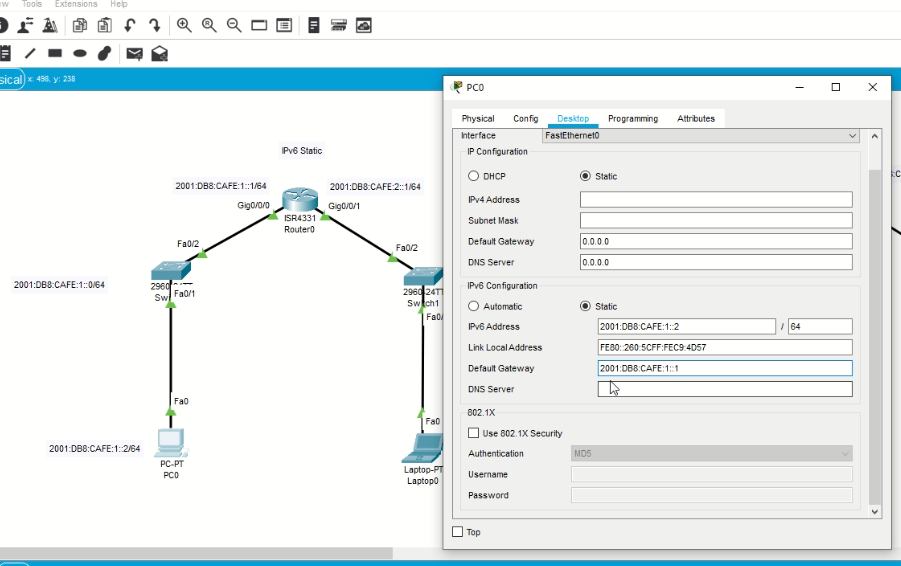 Tools Extensions Help
sical x: 498, y: 238
PC0
Physical Config Desktop Programming Attributes
Interface FastEthernet0
IP Configuration
DHCP Static
IPv4 Address
Subnet Mask
Default Gateway 0.0.0.0
DNS Server 0.0.0.0
IPv6 Configuration
Automatic Static
IPv6 Address 2001:DB8:CAFE:1::2 / 64
Link Local Address FE80::260:5CFF:FEC9:4D57
Default Gateway 2001:DB8:CAFE:1::1
DNS Server
802.1X
Use 802.1X Security
Authentication MD5
Username
Password
Top
IPv6 Static
2001:DB8:CAFE:1::1/64 2001:DB8:CAFE:2::1/64
Gig0/0/0 Gig0/0/1
ISR4331
Router0
Fa0/2 Fa0/2
2001:DB8:CAFE:1::0/64
Fa0/1
2960-24TT
Switch1
Fa0/
Fa0 Fa0
2001:DB8:CAFE:1::2/64
PC-PT
PC0
Laptop-PT
Laptop0